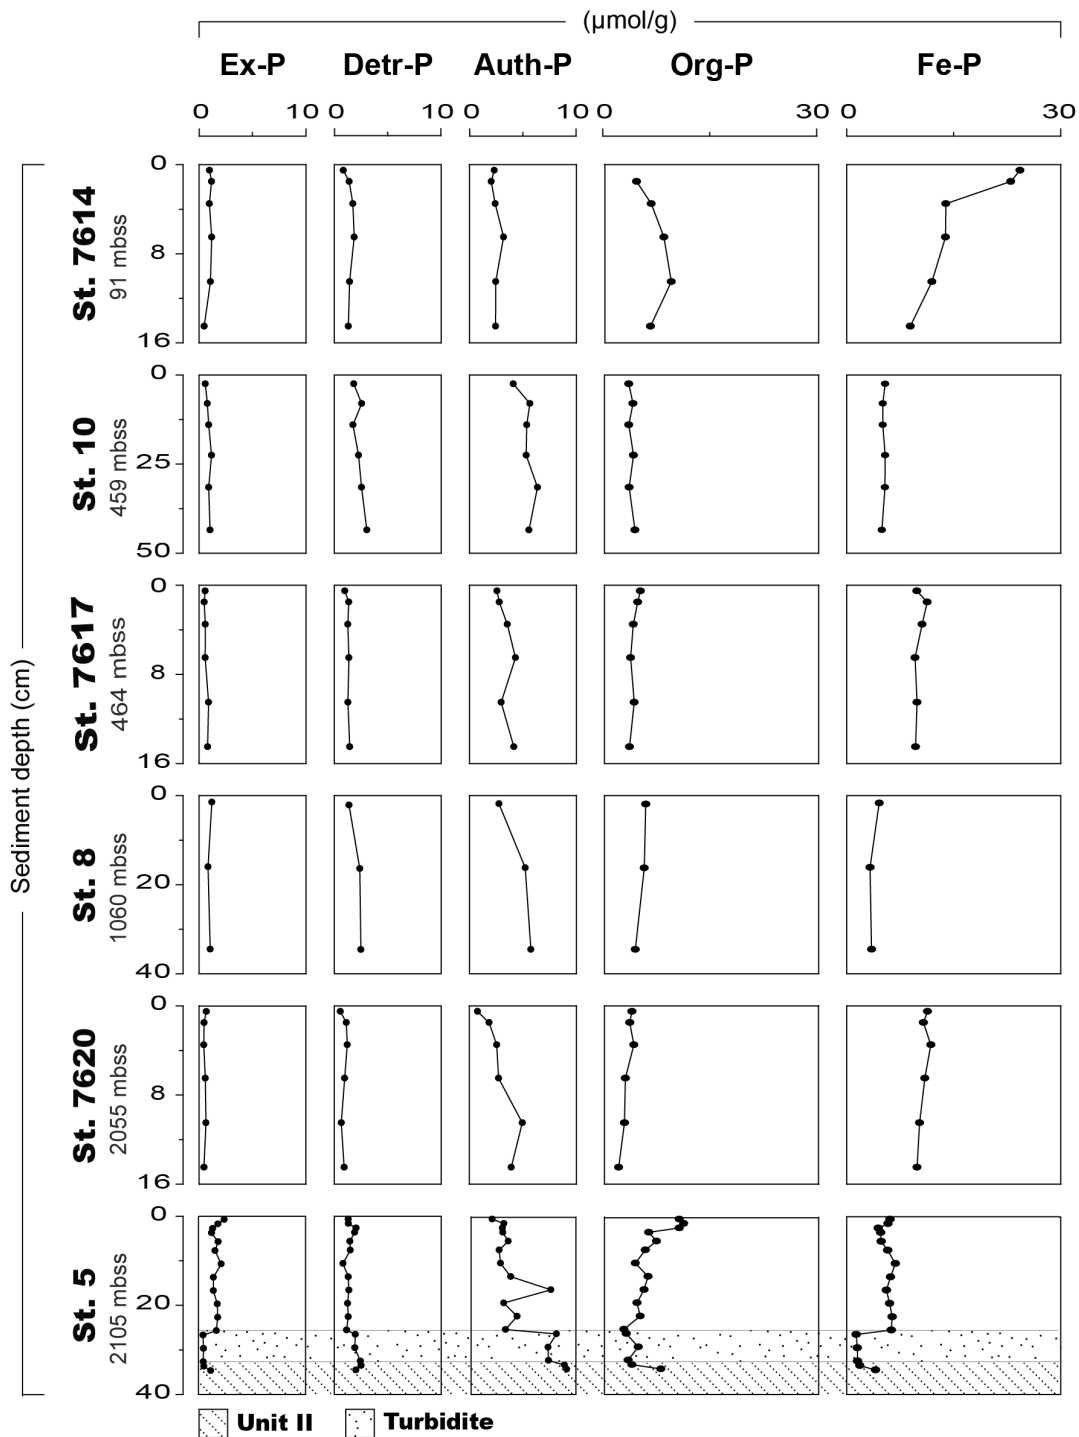 (µmol/g)
Ex-P Detr-P Auth-P Org-P Fe-P
0 10 0 10 0 10 0 30 0 30
Sediment depth (cm)
St. 7614
91 mbss
0
8
16
St. 10
459 mbss
0
25
50
St. 7617
464 mbss
0
8
16
St. 8
1060 mbss
0
20
40
St. 7620
2055 mbss
0
8
16
St. 5
2105 mbss
0
20
40
Unit II Turbidite